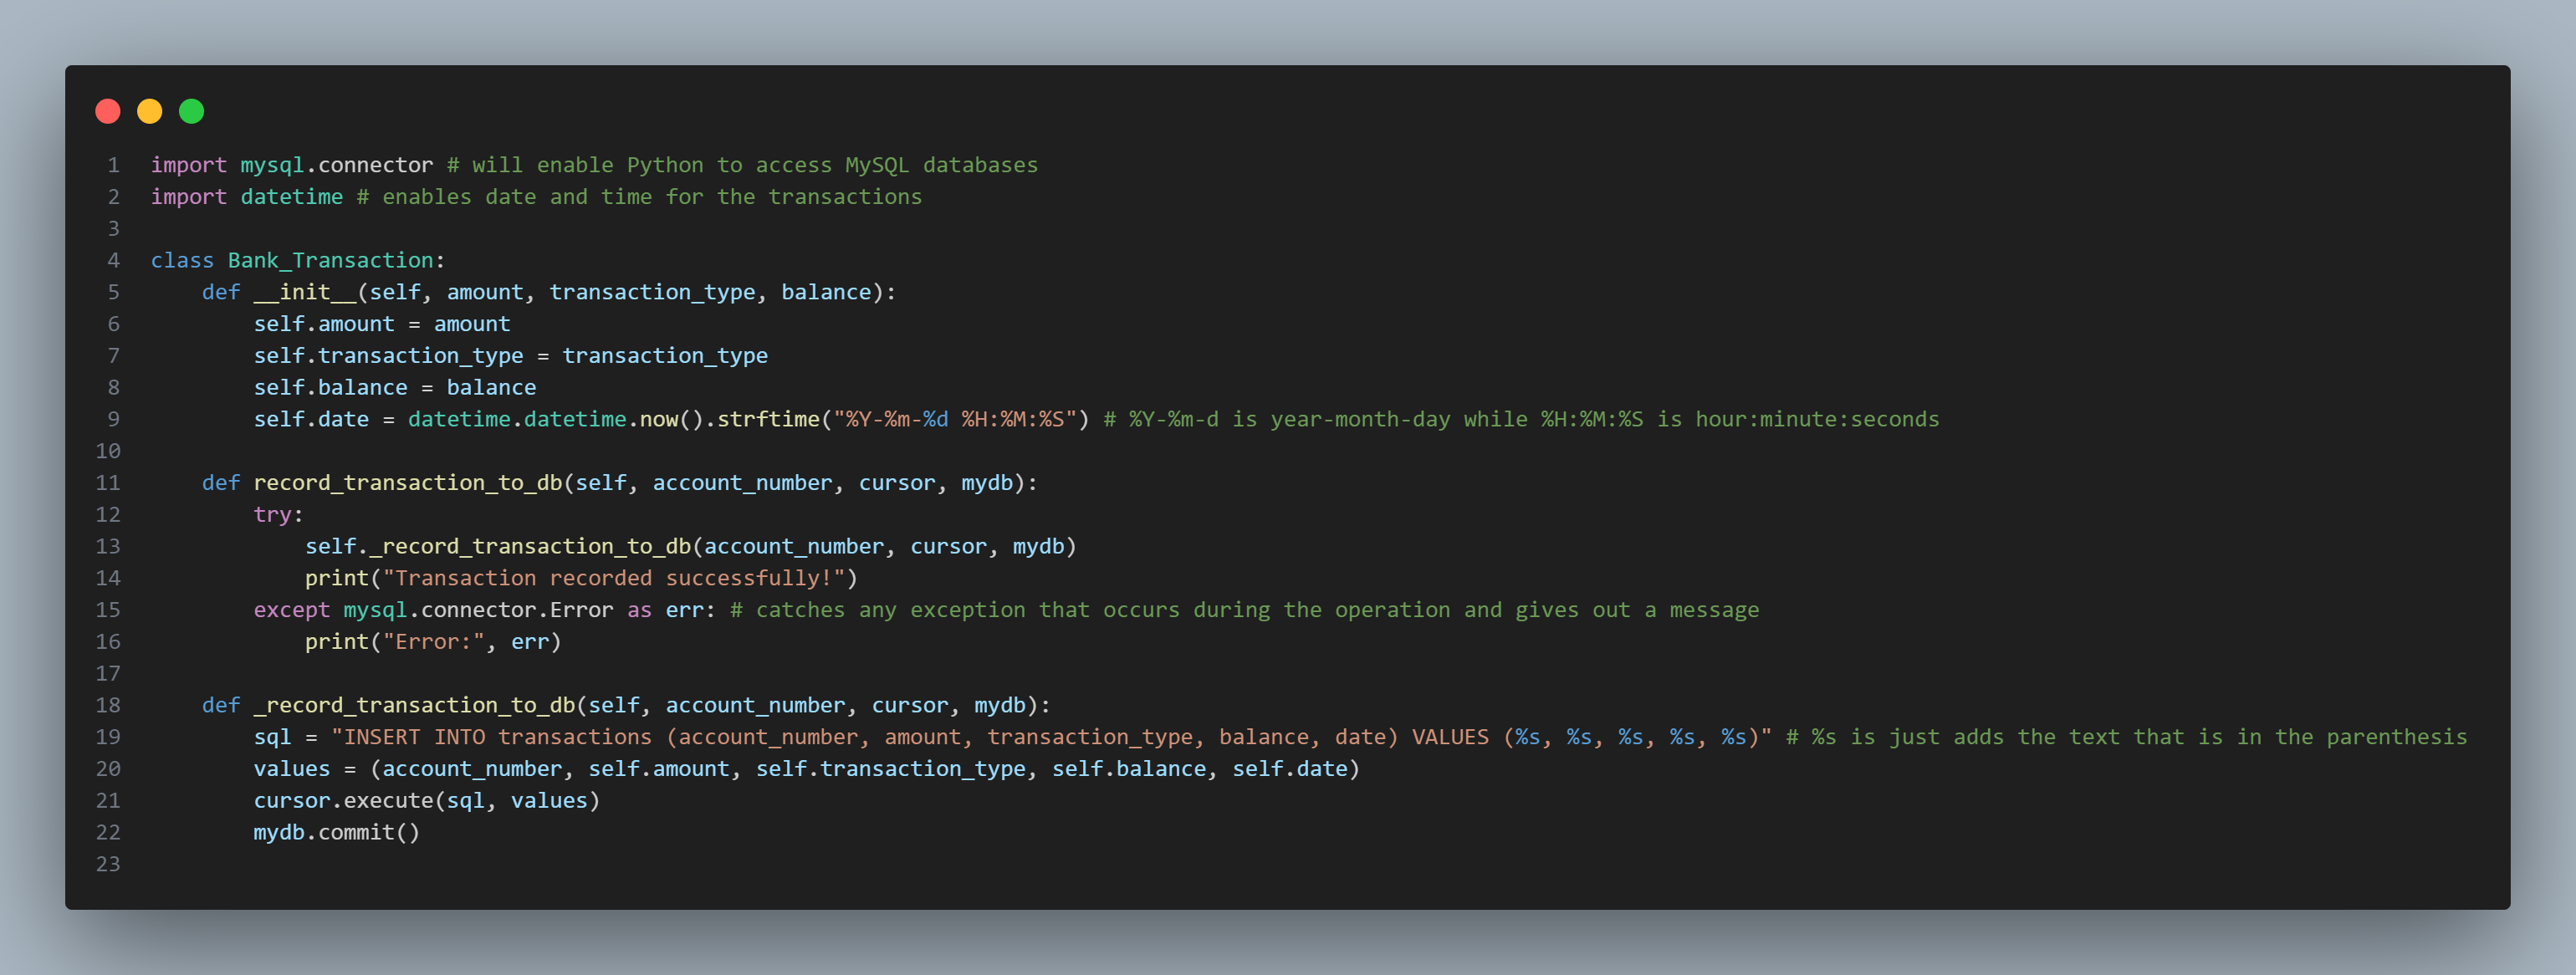 1 import mysql.connector # will enable Python to access MySQL databases
2 import datetime # enables date and time for the transactions
3
4 class Bank_Transaction:
5     def __init__(self, amount, transaction_type, balance):
6         self.amount = amount
7         self.transaction_type = transaction_type
8         self.balance = balance
9         self.date = datetime.datetime.now().strftime("%Y-%m-%d %H:%M:%S") # %Y-%m-d is year-month-day while %H:%M:%S is hour:minute:seconds
10
11     def record_transaction_to_db(self, account_number, cursor, mydb):
12         try:
13             self._record_transaction_to_db(account_number, cursor, mydb)
14             print("Transaction recorded successfully!")
15         except mysql.connector.Error as err: # catches any exception that occurs during the operation and gives out a message
16             print("Error:", err)
17
18     def _record_transaction_to_db(self, account_number, cursor, mydb):
19         sql = "INSERT INTO transactions (account_number, amount, transaction_type, balance, date) VALUES (%s, %s, %s, %s, %s)" # %s is just adds the text that is in the parenthesis
20         values = (account_number, self.amount, self.transaction_type, self.balance, self.date)
21         cursor.execute(sql, values)
22         mydb.commit()
23